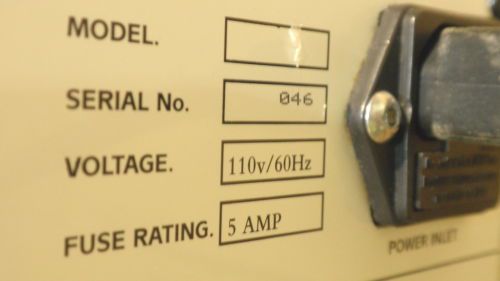 MODEL.
SERIAL No. 046
VOLTAGE. 110v/60Hz
FUSE RATING. 5 AMP
POWER INLET